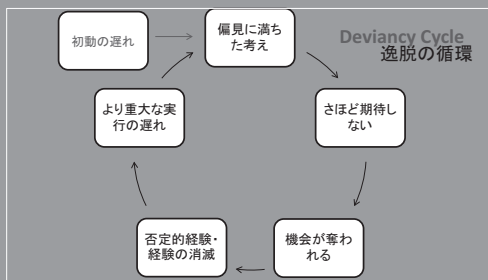 初動の遅れ
偏見に満ち
た考え
Deviancy Cycle
逸脱の循環
さほど期待し
ない
機会が奪わ
れる
否定的経験・
経験の消滅
より重大な実
行の遅れ